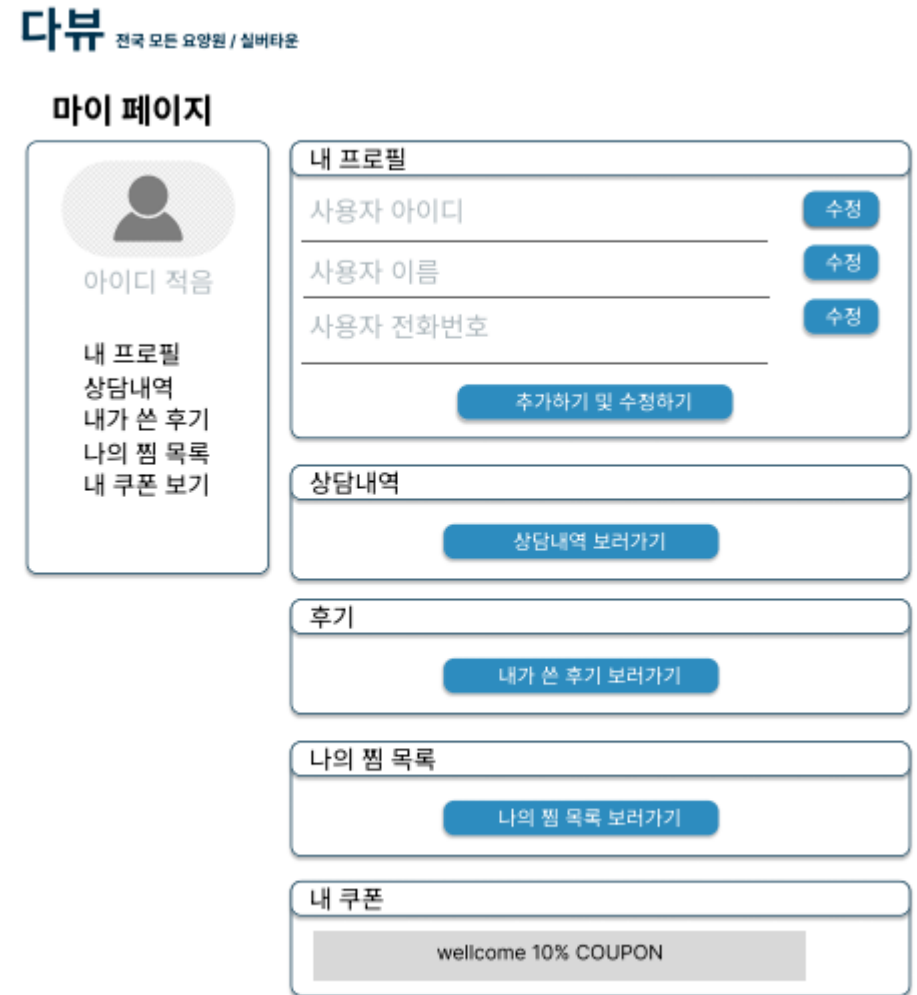 다뷰 전국 모든 요양원 / 실버타운
마이 페이지
아이디 적음
내 프로필
상담내역
내가 쓴 후기
나의 찜 목록
내 쿠폰 보기
내 프로필
사용자 아이디 수정
사용자 이름 수정
사용자 전화번호 수정
추가하기 및 수정하기
상담내역
상담내역 보러가기
후기
내가 쓴 후기 보러가기
나의 찜 목록
나의 찜 목록 보러가기
내 쿠폰
wellcome 10% COUPON